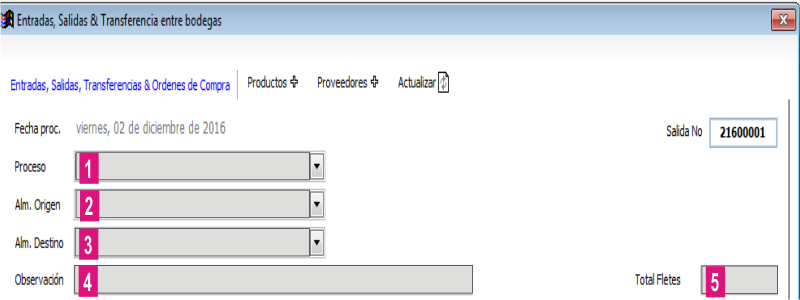 Entradas, Salidas & Transferencia entre bodegas
Entradas, Salidas, Transferencias & Ordenes de Compra Productos Proveedores Actualizar
Fecha proc. viernes, 02 de diciembre de 2016 Salida No 21600001
Proceso 1
Alm. Origen 2
Alm. Destino 3
Observación 4 Total Fletes 5